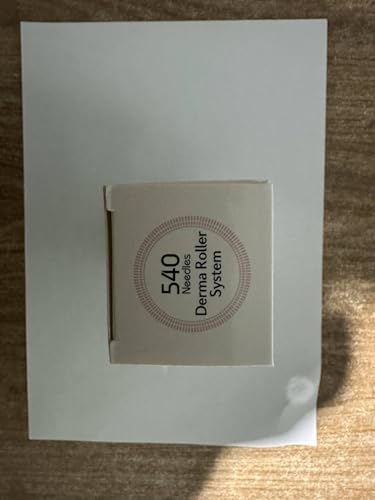 540
Needles
Derma Roller
System